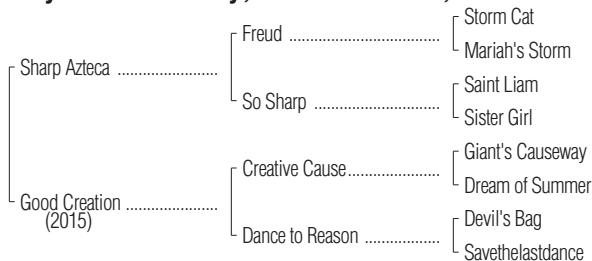 Storm Cat
Freud ...............................
Mariah's Storm
Sharp Azteca .....................
Saint Liam
So Sharp ..........................
Sister Girl
Giant's Causeway
Creative Cause...................
Dream of Summer
Good Creation ...................
(2015)
Devil's Bag
Dance to Reason ...............
Savethelastdance